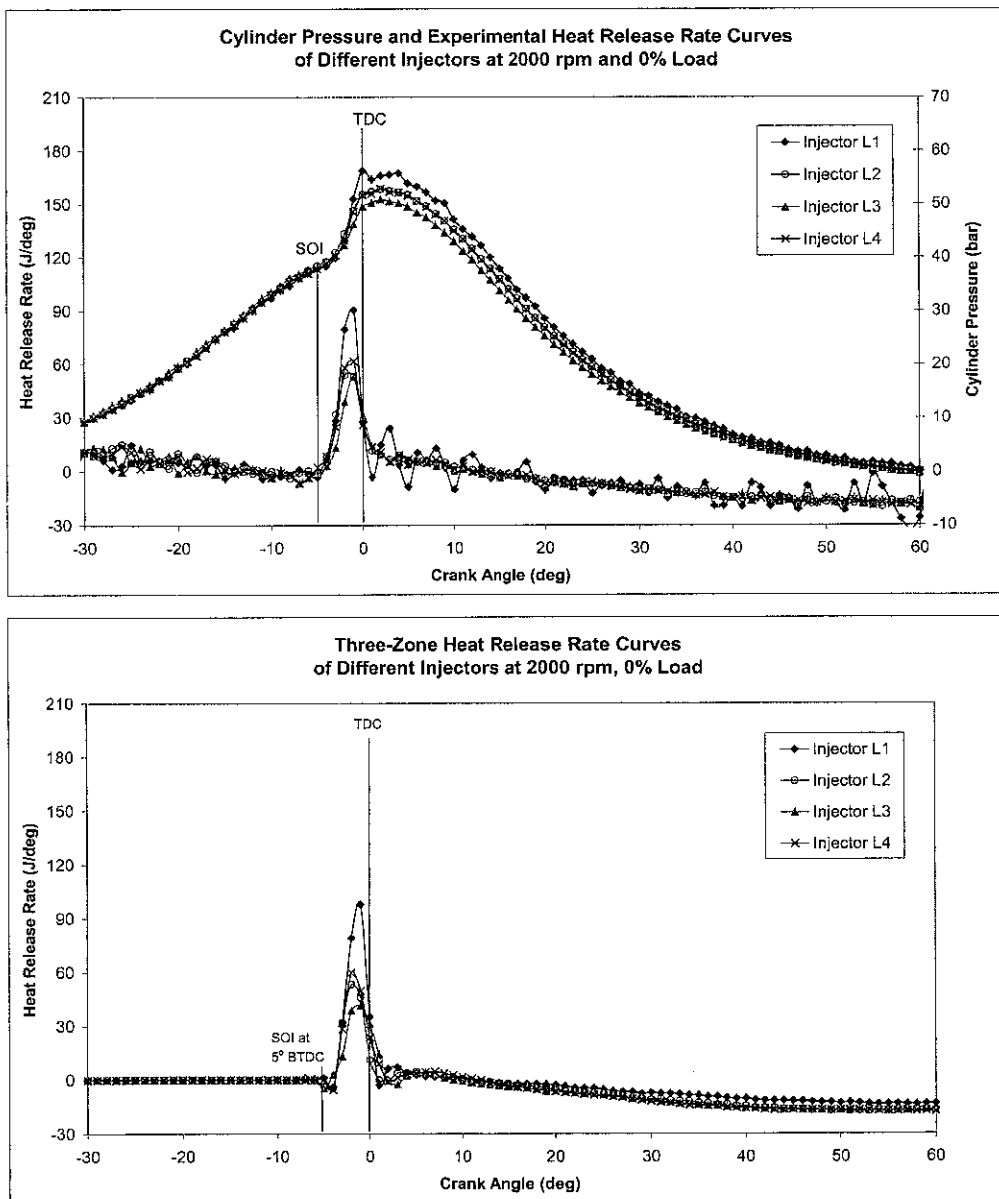 Cylinder Pressure and Experimental Heat Release Rate Curves
of Different Injectors at 2000 rpm and 0% Load
210
180
150
120
90
60
30
0
-30
Heat Release Rate (J/deg)
70
60
50
40
30
20
10
0
-10
Cylinder Pressure (bar)
TDC
SOI
Injector L1
Injector L2
Injector L3
Injector L4
-30 -20 -10 0 10 20 30 40 50 60
Crank Angle (deg)
Three-Zone Heat Release Rate Curves
of Different Injectors at 2000 rpm, 0% Load
210
180
150
120
90
60
30
0
-30
Heat Release Rate (J/deg)
TDC
SOI at
5° BTDC
Injector L1
Injector L2
Injector L3
Injector L4
-30 -20 -10 0 10 20 30 40 50 60
Crank Angle (deg)